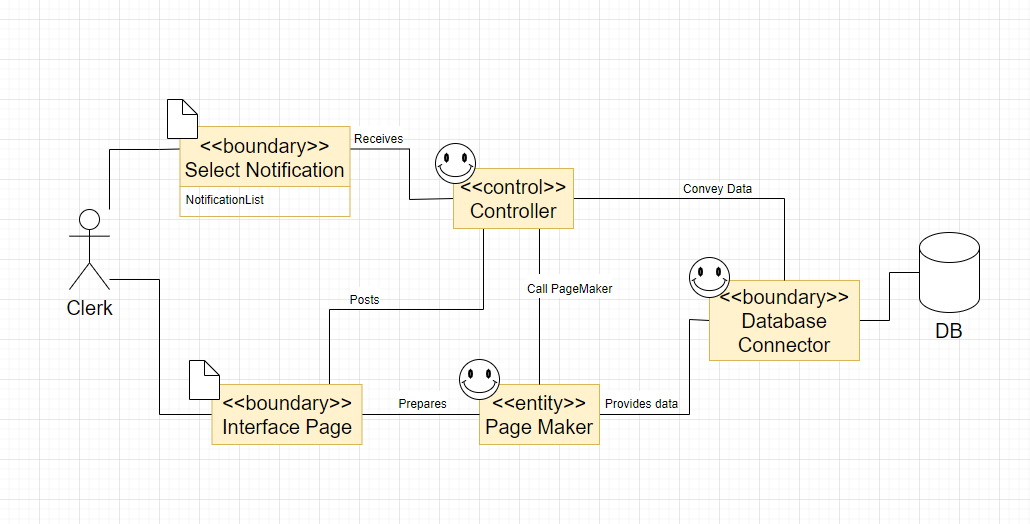 <<boundary>>
Select Notification
NotificationList
Receives
<<control>>
Controller
Convey Data
Clerk
Posts
Call PageMaker
<<boundary>>
Database
Connector
DB
<<boundary>>
Interface Page
Prepares
<<entity>>
Page Maker
Provides data